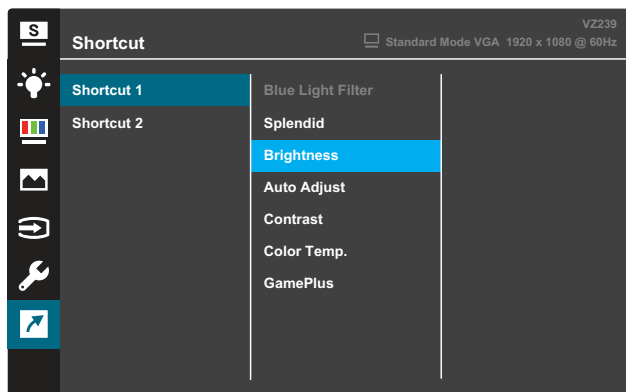 S
VZ239
Shortcut
Standard Mode VGA 1920 x 1080 @ 60Hz
Shortcut 1
Shortcut 2
Blue Light Filter
Splendid
Brightness
Auto Adjust
Contrast
Color Temp.
GamePlus